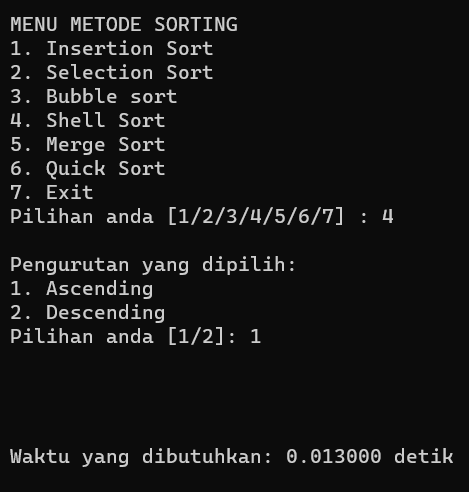 MENU METODE SORTING
1. Insertion Sort
2. Selection Sort
3. Bubble sort
4. Shell Sort
5. Merge Sort
6. Quick Sort
7. Exit
Pilihan anda [1/2/3/4/5/6/7] : 4
Pengurutan yang dipilih:
1. Ascending
2. Descending
Pilihan anda [1/2]: 1
Waktu yang dibutuhkan: 0.013000 detik